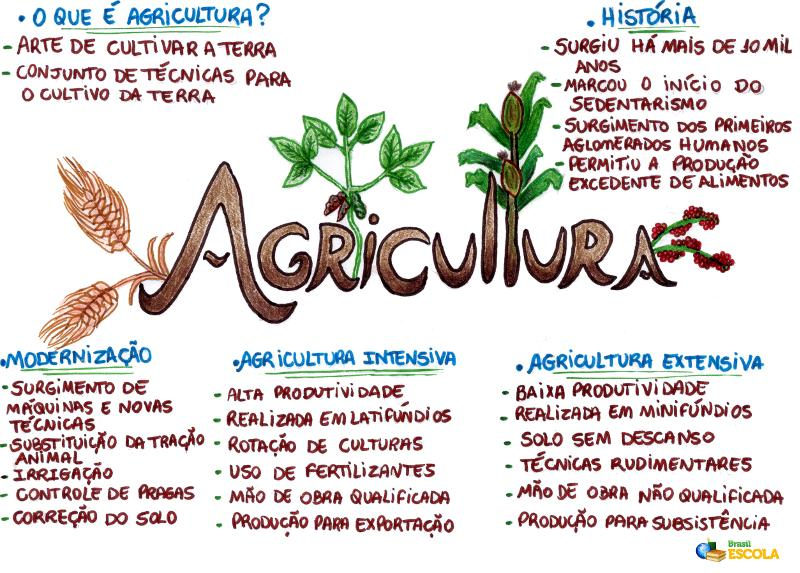 • O QUE É AGRICULTURA?
- ARTE DE CULTIVAR A TERRA
- CONJUNTO DE TÉCNICAS PARA
O CULTIVO DA TERRA
• HISTÓRIA
- SURGIU HÁ MAIS DE 10 MIL
ANOS
- MARCOU O INÍCIO DO
SEDENTARISMO
- SURGIMENTO DOS PRIMEIROS
AGLOMERADOS HUMANOS
- PERMITIU A PRODUÇÃO
EXCEDENTE DE ALIMENTOS
AGRICULTURA
• MODERNIZAÇÃO
- SURGIMENTO DE
MÁQUINAS E NOVAS
TÉCNICAS
- SUBSTITUIÇÃO DA TRAÇÃO
ANIMAL
- IRRIGAÇÃO
- CONTROLE DE PRAGAS
- CORREÇÃO DO SOLO
• AGRICULTURA INTENSIVA
- ALTA PRODUTIVIDADE
- REALIZADA EM LATIFÚNDIOS
- ROTAÇÃO DE CULTURAS
- USO DE FERTILIZANTES
- MÃO DE OBRA QUALIFICADA
- PRODUÇÃO PARA EXPORTAÇÃO
• AGRICULTURA EXTENSIVA
- BAIXA PRODUTIVIDADE
- REALIZADA EM MINIFÚNDIOS
- SOLO SEM DESCANSO
- TÉCNICAS RUDIMENTARES
- MÃO DE OBRA NÃO QUALIFICADA
- PRODUÇÃO PARA SUBSISTÊNCIA
Brasil
ESCOLA